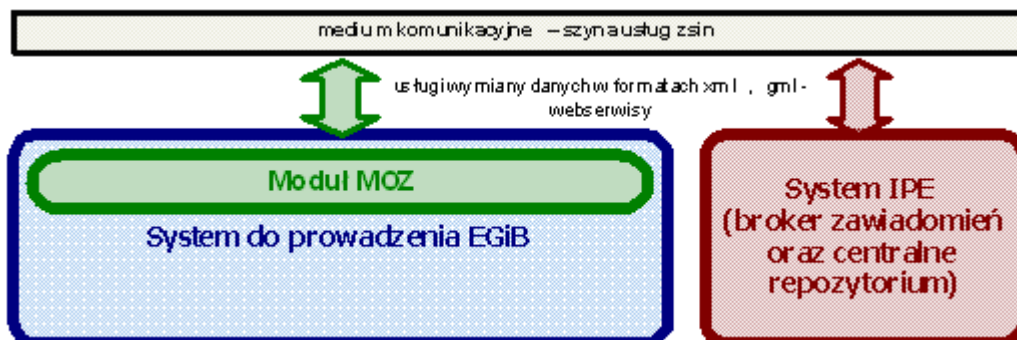 medium komunikacyjne – szyna usług zsin
usługi wymiany danych w formatach xml , gml -
webserwisy
Moduł MOZ
System do prowadzenia EGiB
System IPE
(broker zawiadomień
oraz centralne
repozytorium)